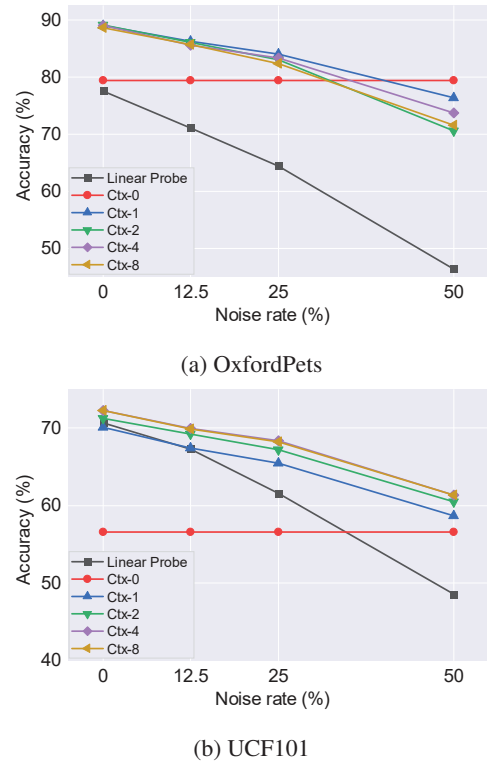 90
80
70
60
50
Accuracy (%)
Linear Probe
Ctx-0
Ctx-1
Ctx-2
Ctx-4
Ctx-8
0 12.5 25 50
Noise rate (%)
(a) OxfordPets
70
60
50
40
Accuracy (%)
Linear Probe
Ctx-0
Ctx-1
Ctx-2
Ctx-4
Ctx-8
0 12.5 25 50
Noise rate (%)
(b) UCF101